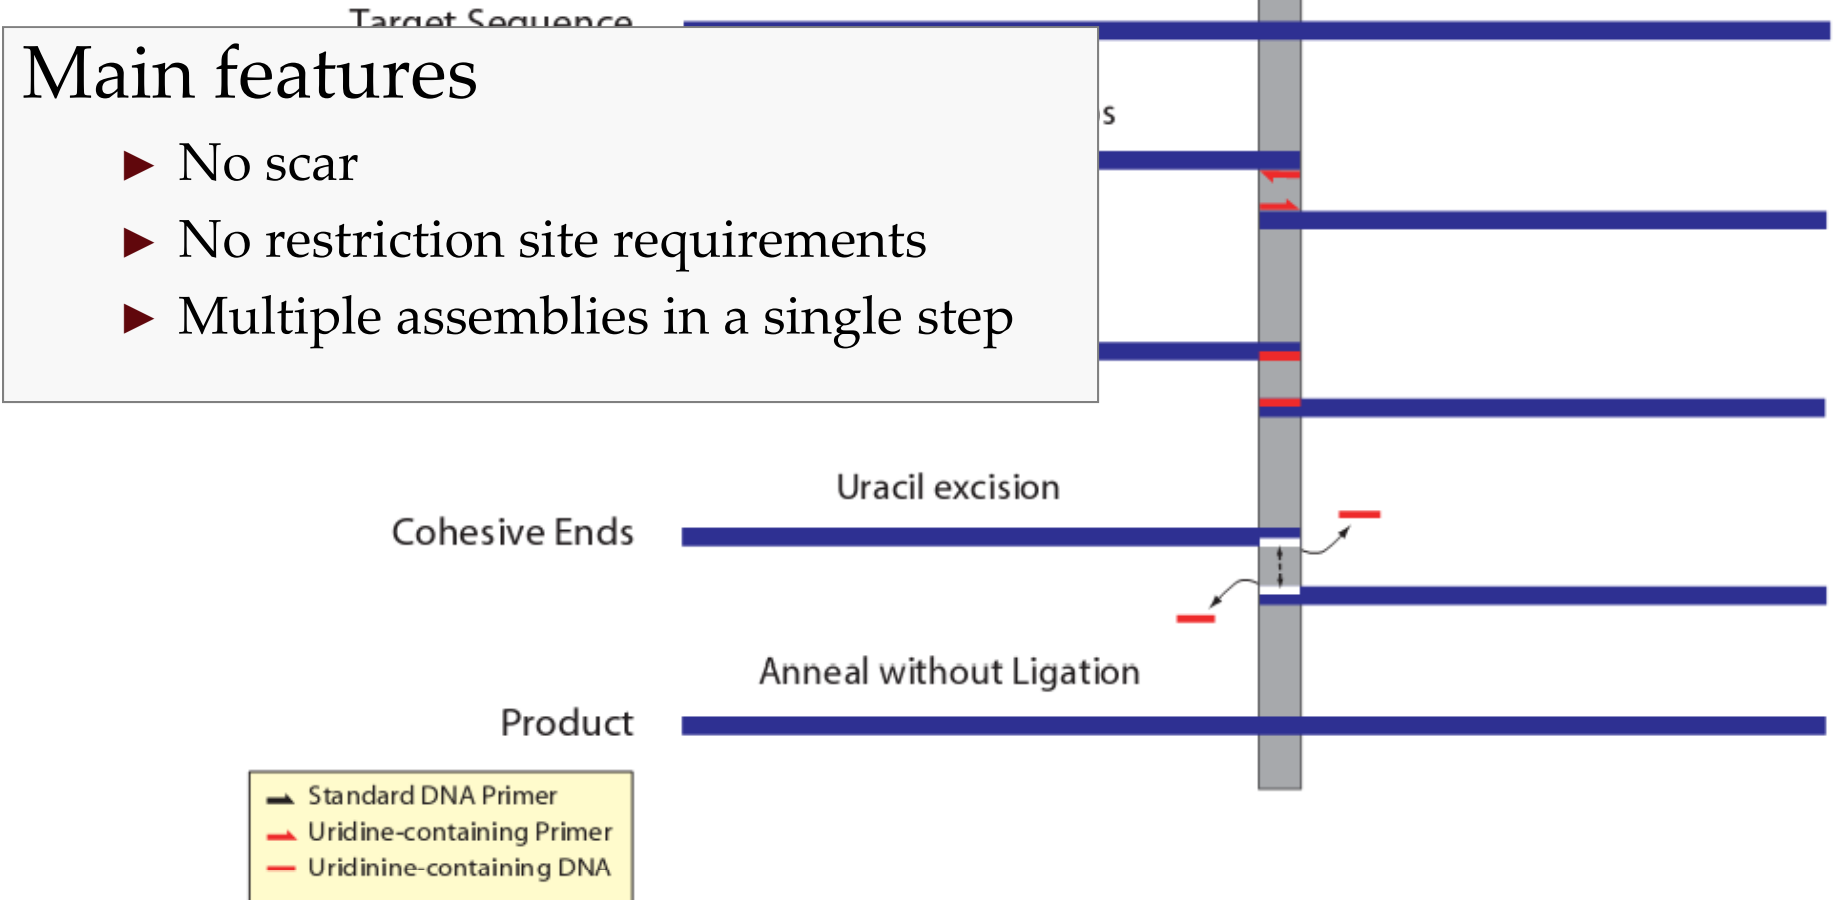 Target Sequence
Main features
s
► No scar
► No restriction site requirements
► Multiple assemblies in a single step
Uracil excision
Cohesive Ends
Anneal without Ligation
Product
Standard DNA Primer
Uridine-containing Primer
Uridinine-containing DNA